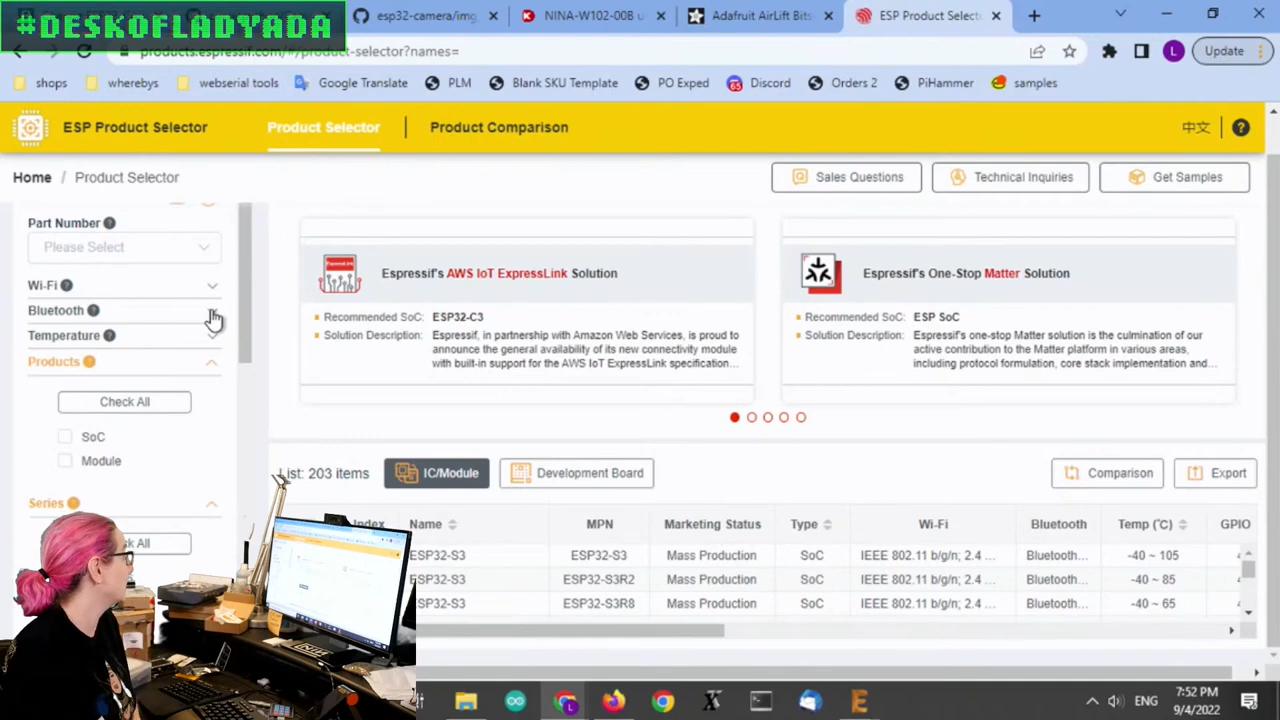 #DESKOFLADYADA
esp32-camera/img
NINA-W102-00B u
Adafruit AirLift Bits
ESP Product Select
products.espressif.com/#/product-selector?names=
Update
shops
whereby
webserial tools
Google Translate
PLM
Blank SKU Template
PO Exped
Discord
Orders 2
PiHammer
samples
ESP Product Selector
Product Selector
Product Comparison
中文
Home / Product Selector
Sales Questions
Technical Inquiries
Get Samples
Part Number
Please Select
Wi-Fi
Bluetooth
Temperature
Products
Check All
SoC
Module
Series
Espressif's AWS IoT ExpressLink Solution
Recommended SoC: ESP32-C3
Solution Description: Espressif, in partnership with Amazon Web Services, is proud to
announce the general availability of its new connectivity module
with built-in support for the AWS IoT ExpressLink specification...
Espressif's One-Stop Matter Solution
Recommended SoC: ESP SoC
Solution Description: Espressif's one-stop Matter solution is the culmination of our
active contribution to the Matter platform in various areas,
including protocol formulation, core stack implementation and...
List: 203 items
IC/Module
Development Board
Comparison
Export
Index Name MPN Marketing Status Type Wi-Fi Bluetooth Temp (℃) GPIO
ESP32-S3 ESP32-S3 Mass Production SoC IEEE 802.11 b/g/n; 2.4 ... Bluetooth... -40 ~ 105
ESP32-S3 ESP32-S3R2 Mass Production SoC IEEE 802.11 b/g/n; 2.4 ... Bluetooth... -40 ~ 85
ESP32-S3 ESP32-S3R8 Mass Production SoC IEEE 802.11 b/g/n; 2.4 ... Bluetooth... -40 ~ 65
ENG
7:52 PM
9/4/2022